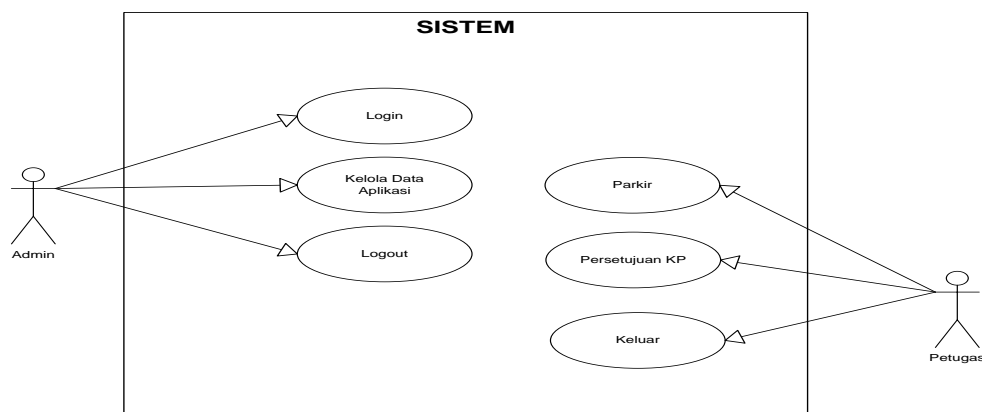 SISTEM
Login
Kelola Data
Aplikasi
Logout
Admin
Parkir
Persetujuan KP
Keluar
Petugas